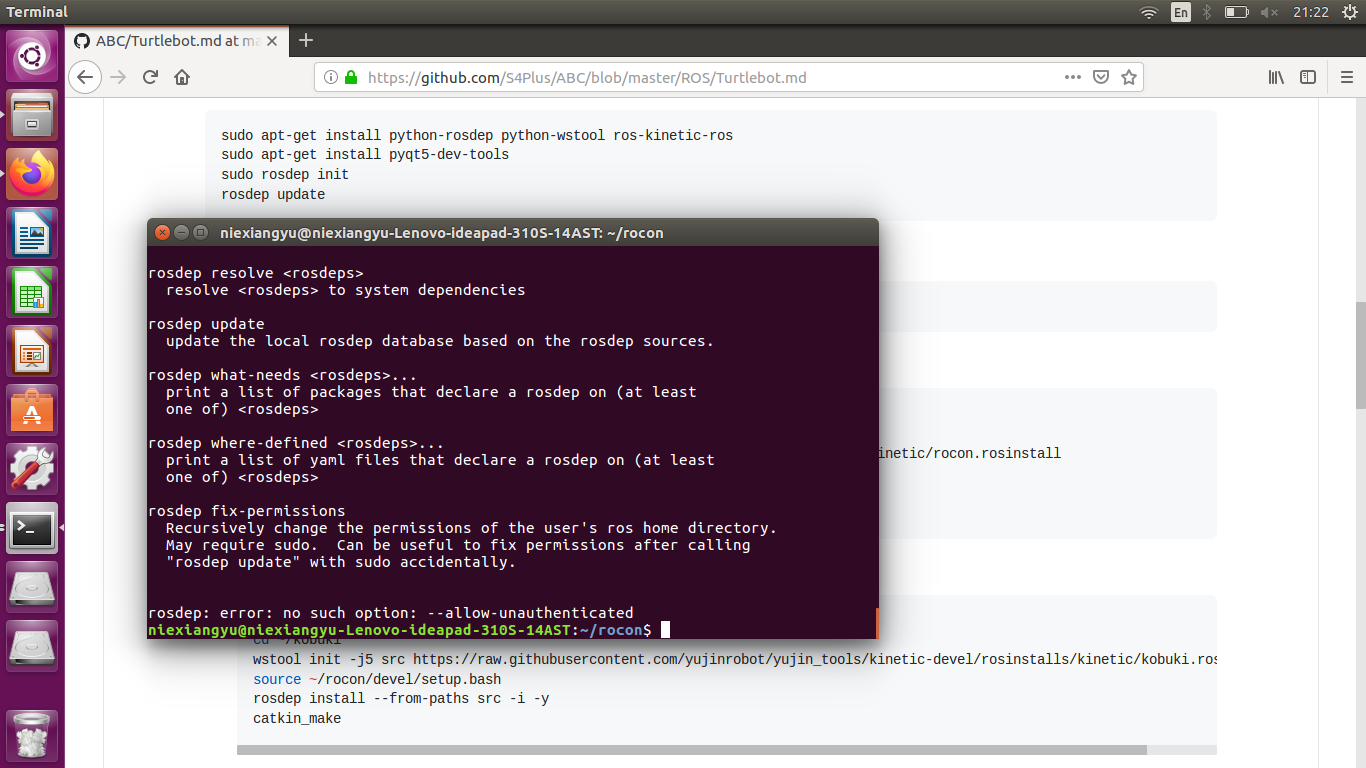 Terminal
En
21:22
ABC/Turtlebot.md at ma
https://github.com/S4Plus/ABC/blob/master/ROS/Turtlebot.md
sudo apt-get install python-rosdep python-wstool ros-kinetic-ros
sudo apt-get install pyqt5-dev-tools
sudo rosdep init
rosdep update
niexiangyu@niexiangyu-Lenovo-ideapad-310S-14AST: ~/rocon
rosdep resolve <rosdeps>
resolve <rosdeps> to system dependencies
rosdep update
update the local rosdep database based on the rosdep sources.
rosdep what-needs <rosdeps>...
print a list of packages that declare a rosdep on (at least
one of) <rosdeps>
rosdep where-defined <rosdeps>...
print a list of yaml files that declare a rosdep on (at least
one of) <rosdeps>
inetic/rocon.rosinstall
rosdep fix-permissions
Recursively change the permissions of the user's ros home directory.
May require sudo.  Can be useful to fix permissions after calling
"rosdep update" with sudo accidentally.
rosdep: error: no such option: --allow-unauthenticated
niexiangyu@niexiangyu-Lenovo-ideapad-310S-14AST:~/rocon$
cd ~/kobuki
wstool init -j5 src https://raw.githubusercontent.com/yujinrobot/yujin_tools/kinetic-devel/rosinstalls/kinetic/kobuki.ros
source ~/rocon/devel/setup.bash
rosdep install --from-paths src -i -y
catkin_make